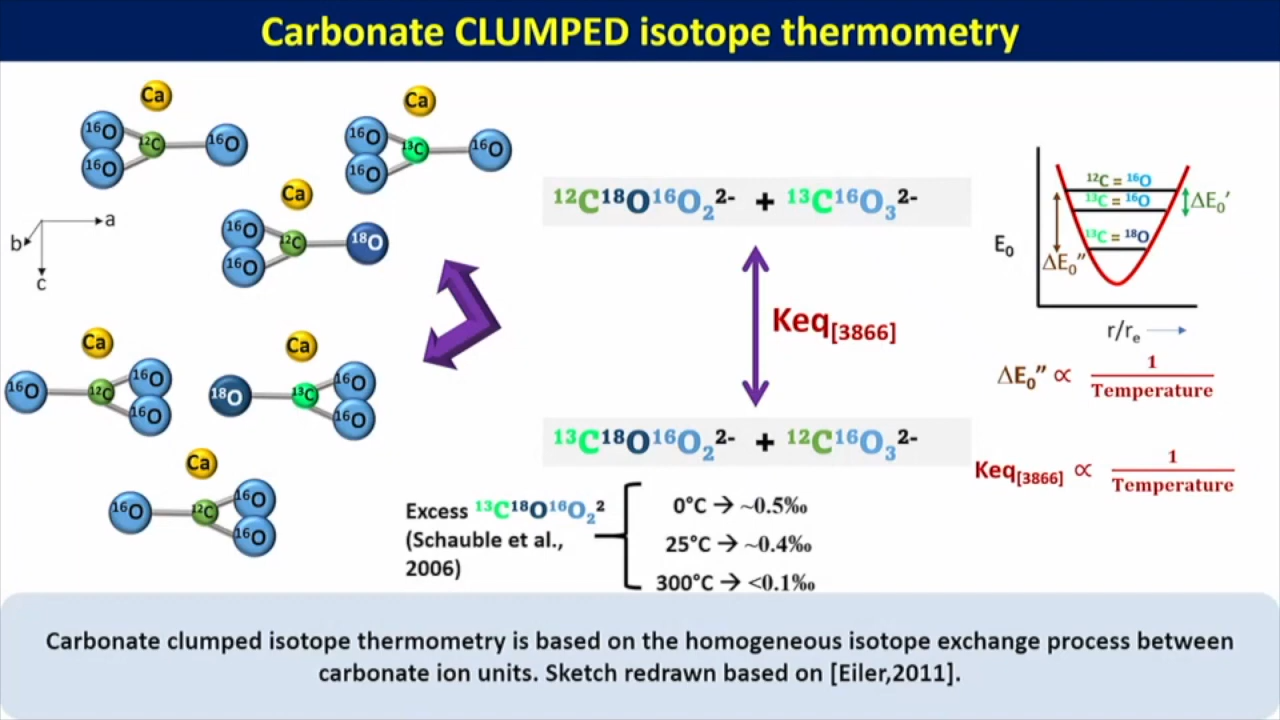 Carbonate CLUMPED isotope thermometry
Ca
¹⁶O
¹⁶O
¹²C
¹⁶O
Ca
¹⁶O
¹⁶O
¹³C
¹⁶O
Ca
¹⁶O
¹⁶O
¹²C
¹⁸O
a
b
c
Ca
¹⁶O
¹²C
¹⁶O
¹⁶O
Ca
¹⁸O
¹³C
¹⁶O
¹⁶O
Ca
¹⁶O
¹²C
¹⁶O
¹⁶O
¹²C¹⁸O¹⁶O₂²⁻ + ¹³C¹⁶O₃²⁻
Keq[3866]
¹³C¹⁸O¹⁶O₂²⁻ + ¹²C¹⁶O₃²⁻
Excess ¹³C¹⁸O¹⁶O₂²
(Schauble et al.,
2006)
0°C → ~0.5‰
25°C → ~0.4‰
300°C → <0.1‰
E₀
¹²C = ¹⁶O
¹³C = ¹⁶O
¹³C = ¹⁸O
ΔE₀′
ΔE₀″
r/rₑ
ΔE₀″ ∝ 1
Temperature
Keq[3866] ∝ 1
Temperature
Carbonate clumped isotope thermometry is based on the homogeneous isotope exchange process between
carbonate ion units. Sketch redrawn based on [Eiler,2011].